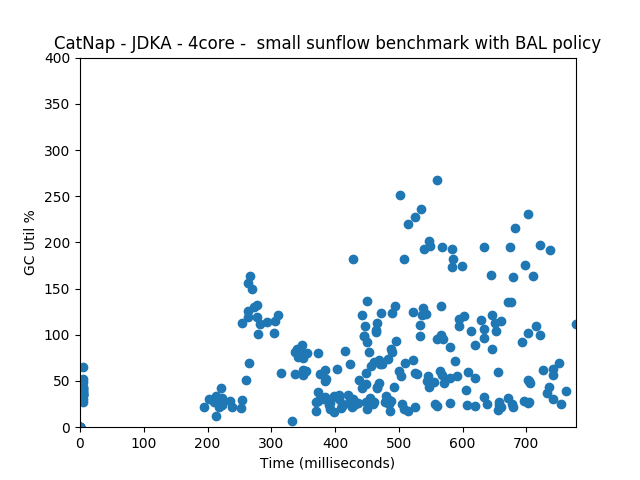 CatNap - JDKA - 4core -  small sunflow benchmark with BAL policy
400
350
300
250
200
150
100
50
0
GC Util %
0 100 200 300 400 500 600 700
Time (milliseconds)